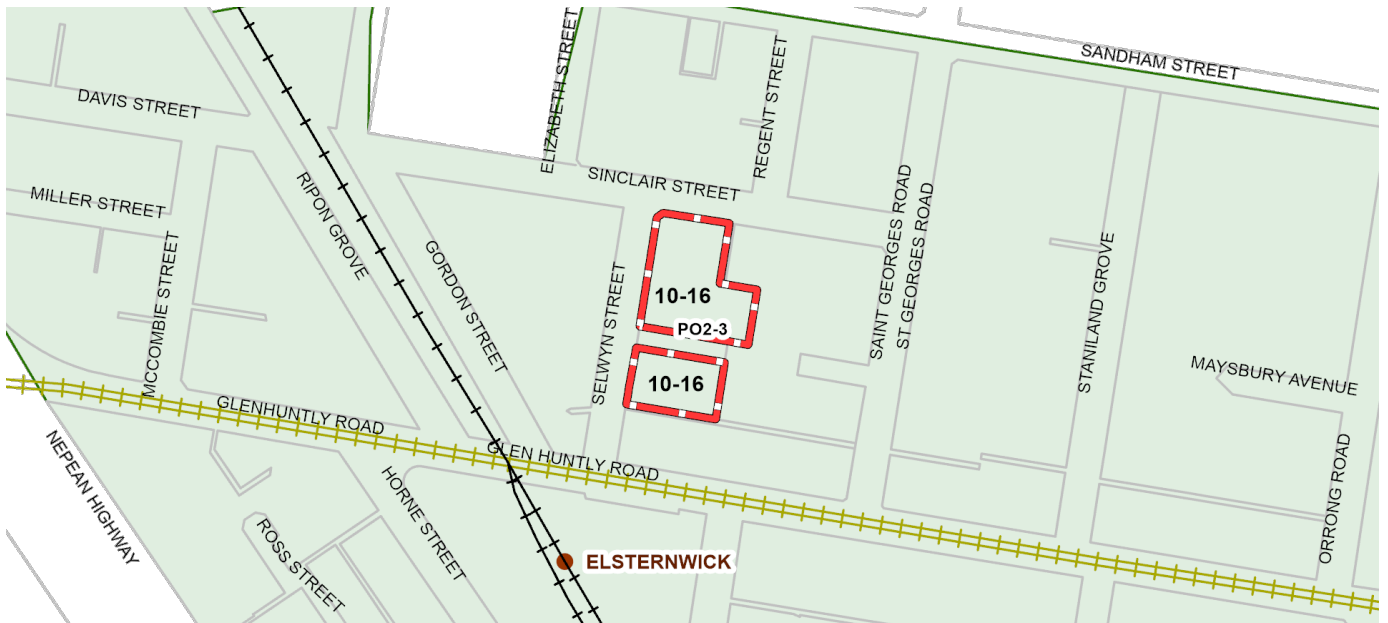 SANDHAM STREET
DAVIS STREET
ELIZABETH STREET
REGENT STREET
SINCLAIR STREET
MILLER STREET
RIPON GROVE
SAINT GEORGES ROAD
ST GEORGES ROAD
MCCOMBIE STREET
GORDON STREET
SELWYN STREET
10-16
PO2-3
10-16
STANILAND GROVE
MAYSBURY AVENUE
GLENHUNTLY ROAD
GLEN HUNTLY ROAD
NEPEAN HIGHWAY
HORNE STREET
ROSS STREET
ORRONG ROAD
ELSTERNWICK